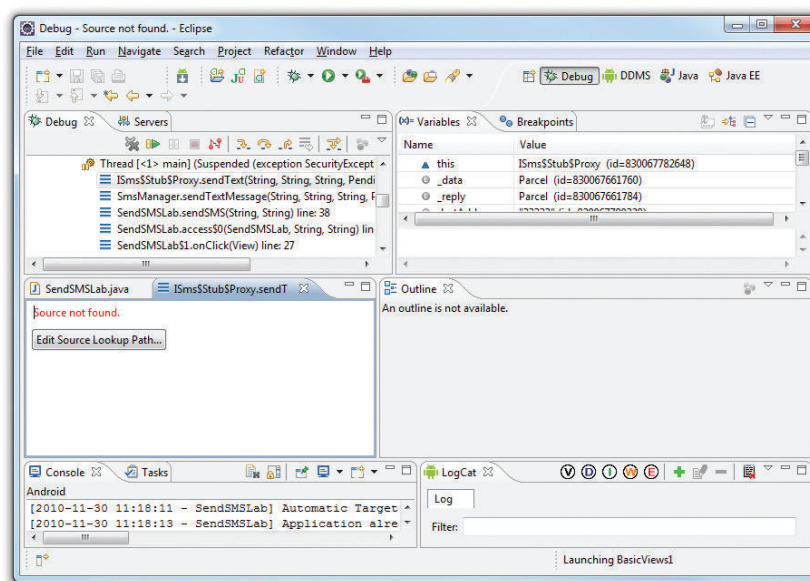 Debug - Source not found. - Eclipse
File Edit Run Navigate Search Project Refactor Window Help
Debug DDMS Java Java EE
Debug Servers
Thread [<1> main] (Suspended (exception SecurityExcept
ISms$Stub$Proxy.sendText(String, String, String, Pendi
SmsManager.sendTextMessage(String, String, String, F
SendSMSLab.sendSMS(String, String) line: 38
SendSMSLab.access$0(SendSMSLab, String, String) lin
SendSMSLab$1.onClick(View) line: 27
(x)= Variables Breakpoints
Name Value
this ISms$Stub$Proxy (id=830067782648)
_data Parcel (id=830067661760)
_reply Parcel (id=830067661784)
SendSMSLab.java ISms$Stub$Proxy.sendT
Source not found.
Edit Source Lookup Path...
Outline
An outline is not available.
Console Tasks
Android
[2010-11-30 11:18:11 - SendSMSLab] Automatic Target
[2010-11-30 11:18:13 - SendSMSLab] Application alre
LogCat V D I W E
Log
Filter:
Launching BasicViews1